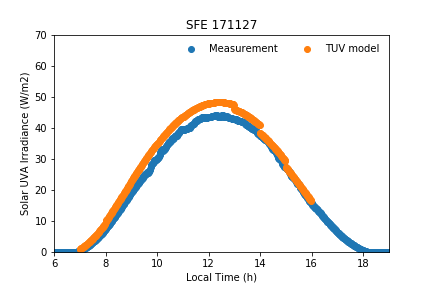 SFE 171127
Measurement
TUV model
Solar UVA Irradiance (W/m2)
70
60
50
40
30
20
10
0
6 8 10 12 14 16 18
Local Time (h)